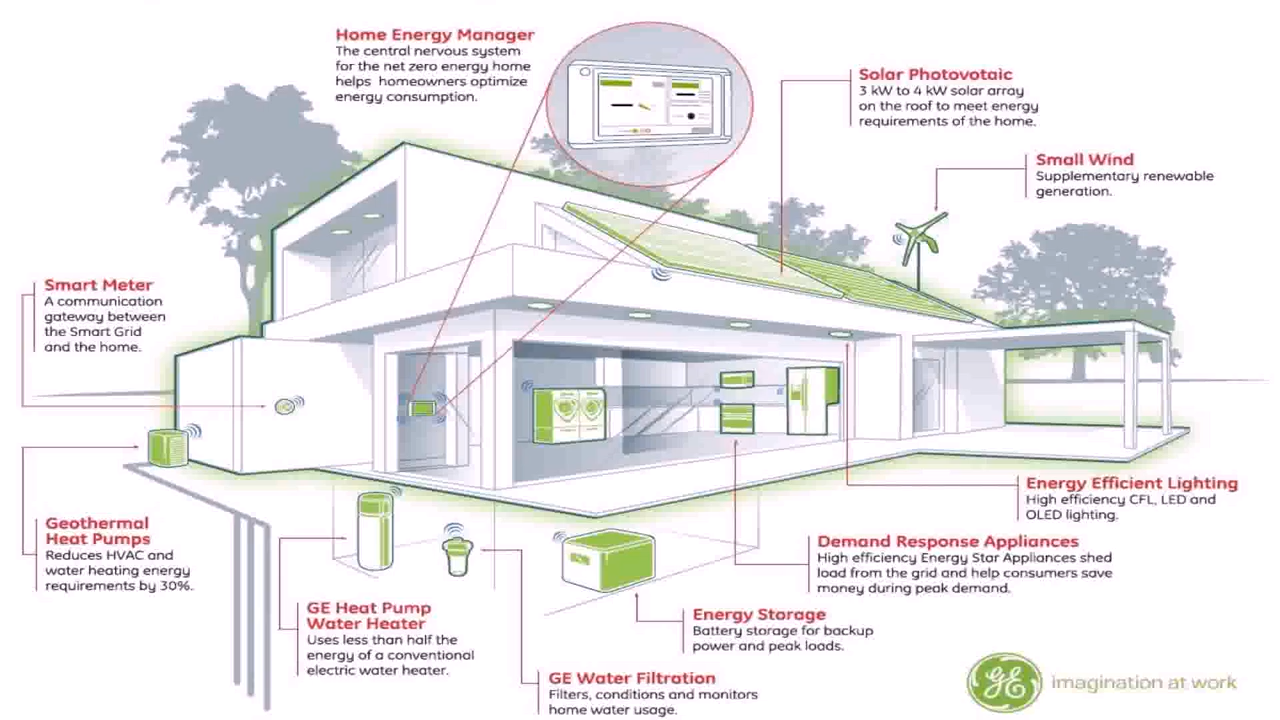 Home Energy Manager
The central nervous system
for the net zero energy home
helps homeowners optimize
energy consumption.
Solar Photovotaic
3 kW to 4 kW solar array
on the roof to meet energy
requirements of the home.
Small Wind
Supplementary renewable
generation.
Smart Meter
A communication
gateway between
the Smart Grid
and the home.
Geothermal
Heat Pumps
Reduces HVAC and
water heating energy
requirements by 30%.
GE Heat Pump
Water Heater
Uses less than half the
energy of a conventional
electric water heater.
GE Water Filtration
Filters, conditions and monitors
home water usage.
Energy Storage
Battery storage for backup
power and peak loads.
Demand Response Appliances
High efficiency Energy Star Appliances shed
load from the grid and help consumers save
money during peak demand.
Energy Efficient Lighting
High efficiency CFL, LED and
OLED lighting.
GE
imagination at work